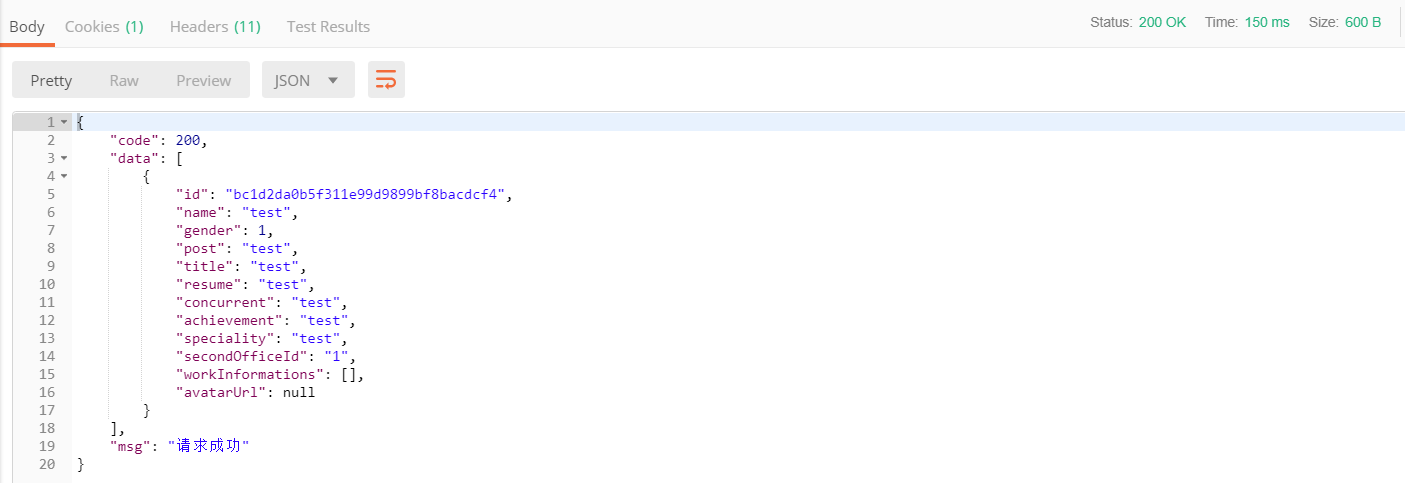 Body Cookies (1) Headers (11) Test Results Status: 200 OK Time: 150 ms Size: 600 B
Pretty Raw Preview JSON
1 {
2 "code": 200,
3 "data": [
4 {
5 "id": "bc1d2da0b5f311e99d9899bf8bacdcf4",
6 "name": "test",
7 "gender": 1,
8 "post": "test",
9 "title": "test",
10 "resume": "test",
11 "concurrent": "test",
12 "achievement": "test",
13 "speciality": "test",
14 "secondOfficeId": "1",
15 "workInformations": [],
16 "avatarUrl": null
17 }
18 ],
19 "msg": "请求成功"
20 }